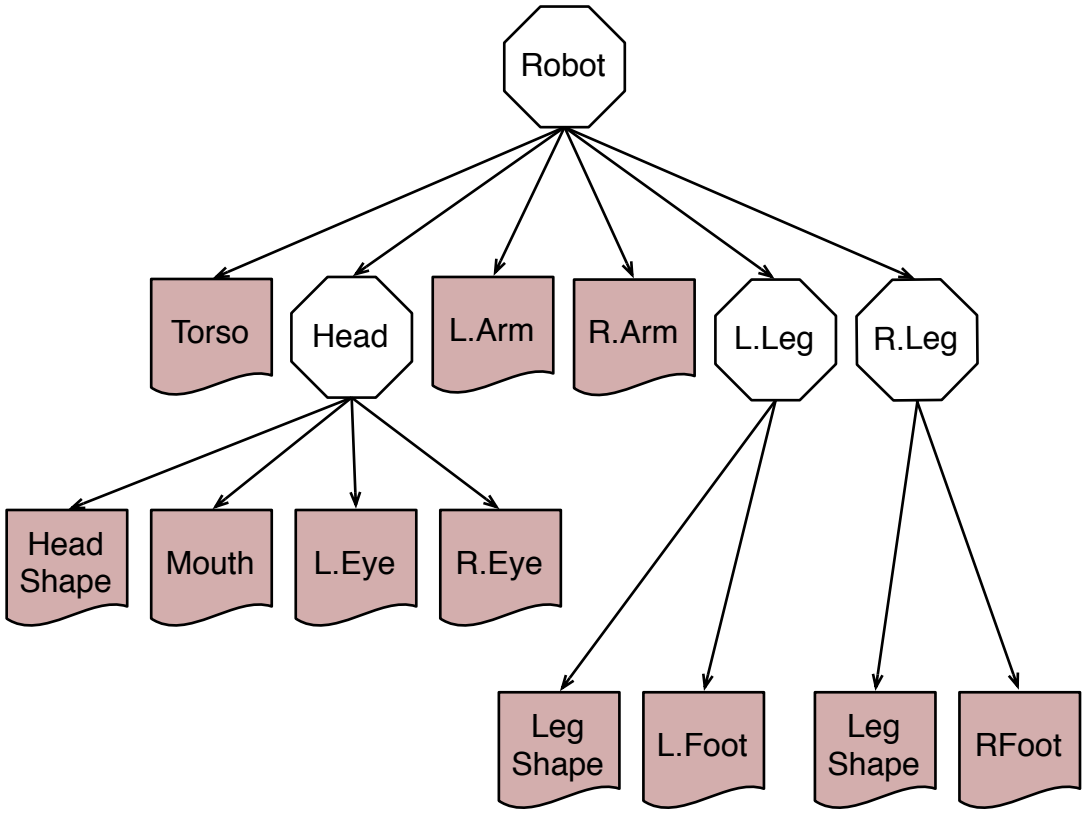 Robot
Torso
Head
L.Arm
R.Arm
L.Leg
R.Leg
Head
Shape
Mouth
L.Eye
R.Eye
Leg
Shape
L.Foot
Leg
Shape
RFoot